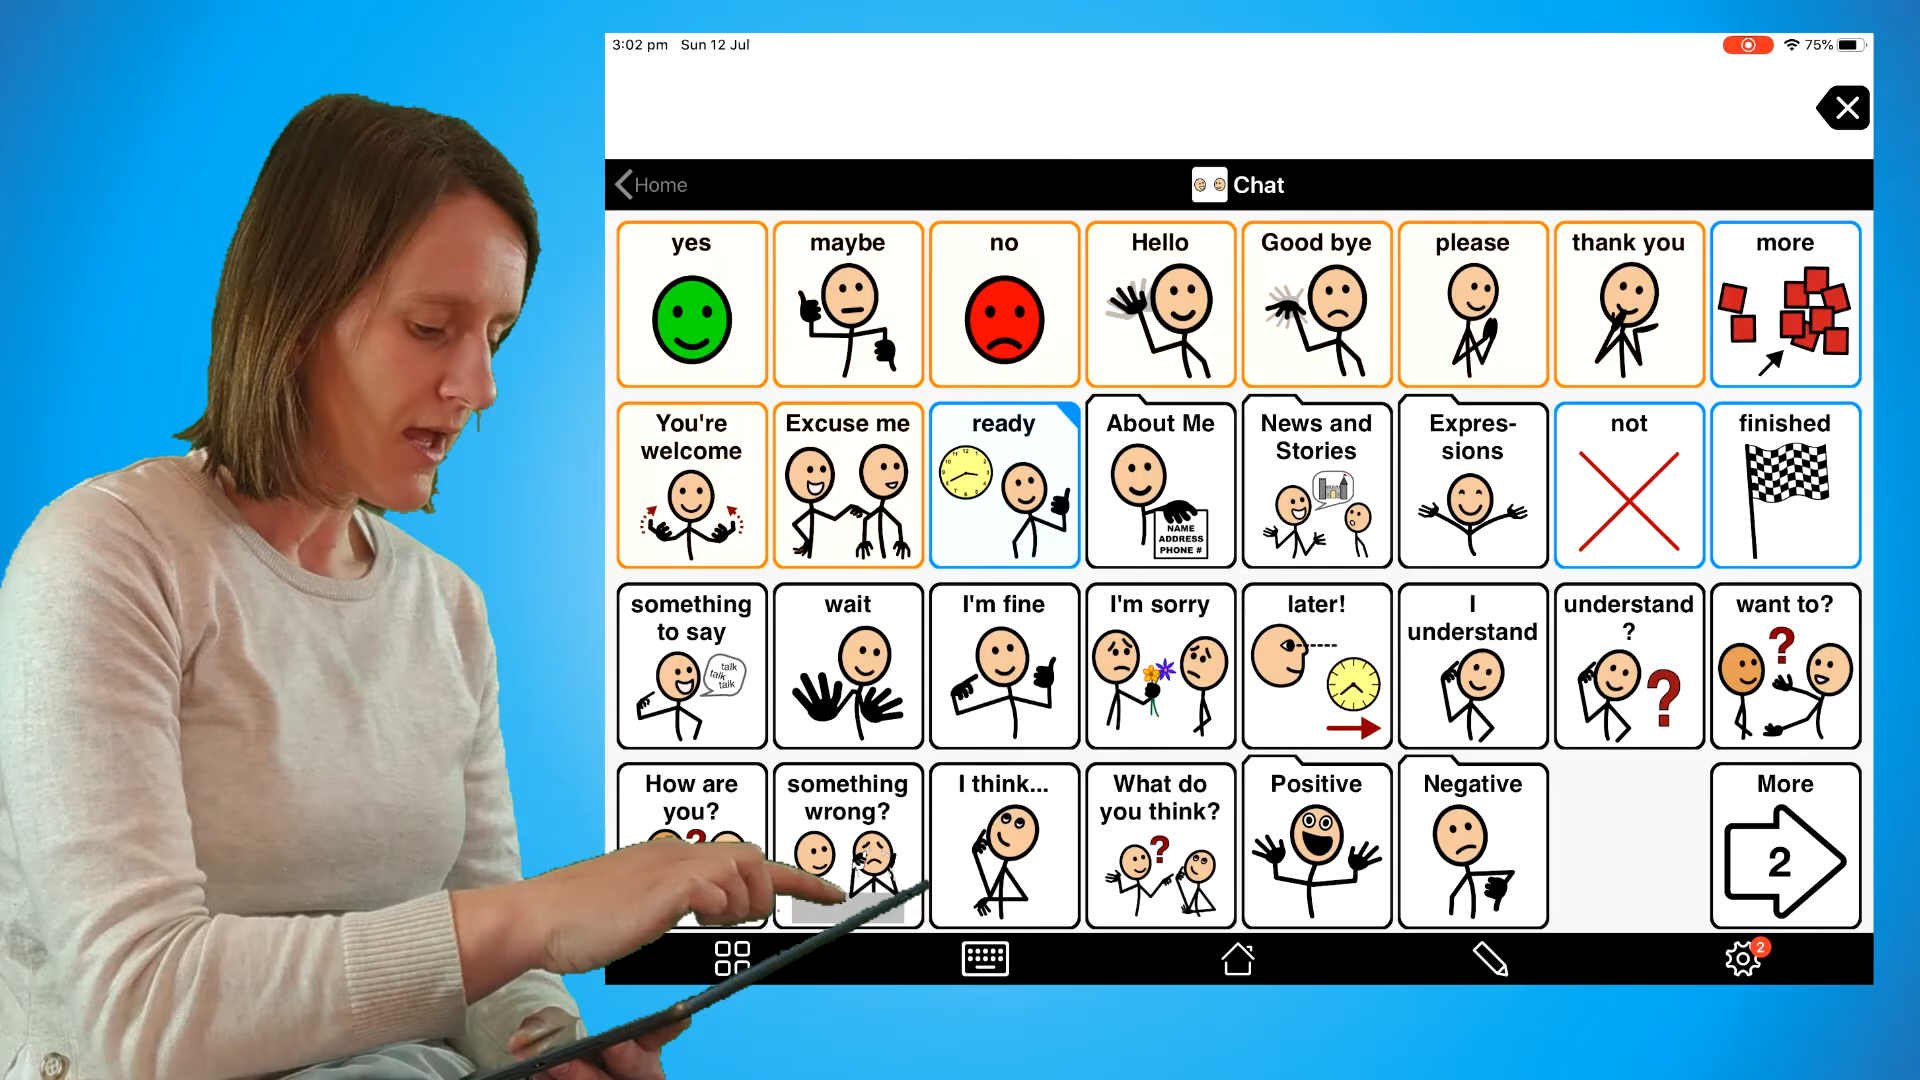 3:02 pm Sun 12 Jul
75%
Home
Chat
yes
maybe
no
Hello
Good bye
please
thank you
more
You're
welcome
Excuse me
ready
About Me
NAME
ADDRESS
PHONE #
News and
Stories
Expres-
sions
not
finished
something
to say
talk
talk
talk
wait
I'm fine
I'm sorry
later!
I
understand
understand
?
?
want to?
?
How are
you?
?
something
wrong?
I think...
What do
you think?
?
Positive
Negative
More
2
2